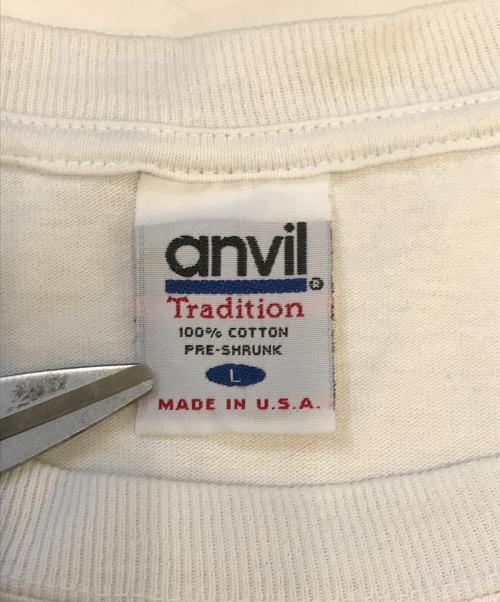 anvil®
Tradition
100% COTTON
PRE-SHRUNK
L
MADE IN U.S.A.